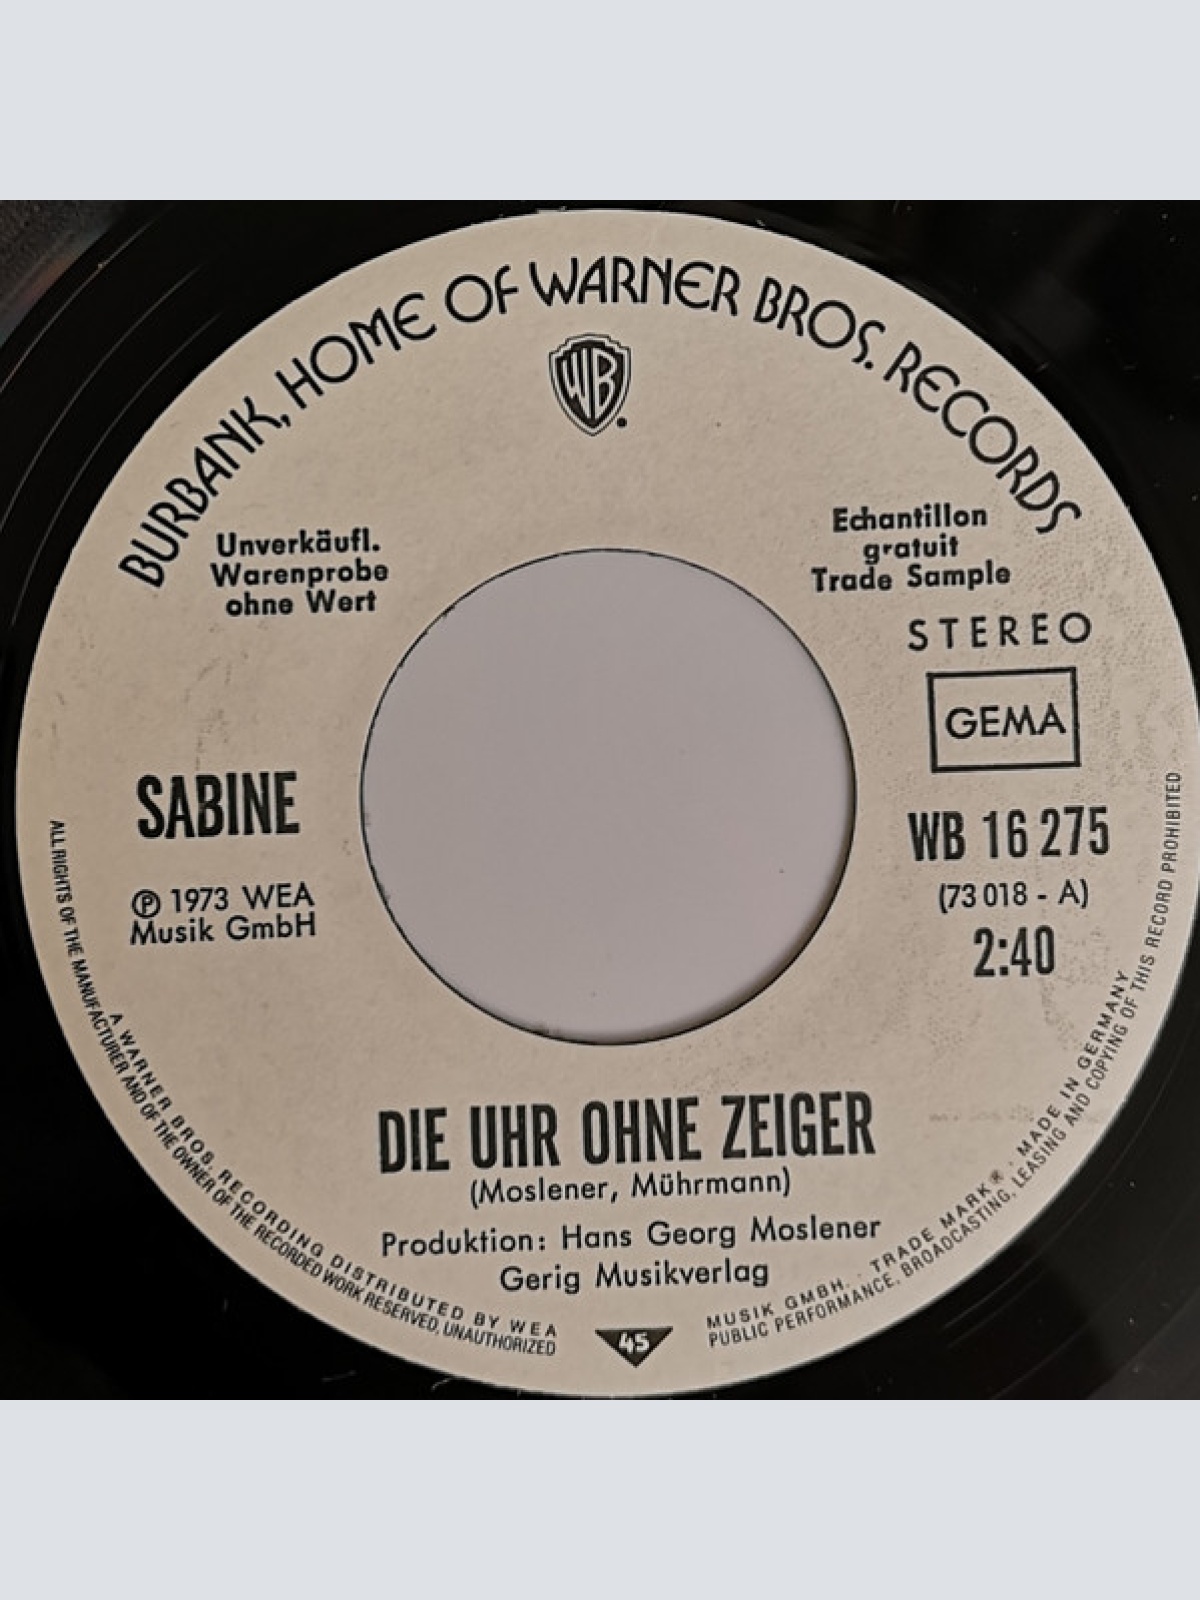 BURBANK, HOME OF WARNER BROS. RECORDS
WB
Unverkäufl.
Warenprobe
ohne Wert
Echantillon
gratuit
Trade Sample
STEREO
GEMA
SABINE
Ⓟ 1973 WEA
Musik GmbH
WB 16 275
(73 018 - A)
2:40
DIE UHR OHNE ZEIGER
(Moslener, Mührmann)
Produktion: Hans Georg Moslener
Gerig Musikverlag
45
A WARNER BROS. RECORDING DISTRIBUTED BY WEA MUSIK GMBH. . TRADE MARK® . MADE IN GERMANY
ALL RIGHTS OF THE MANUFACTURER AND OF THE OWNER OF THE RECORDED WORK RESERVED, UNAUTHORIZED PUBLIC PERFORMANCE, BROADCASTING, LEASING AND COPYING OF THIS RECORD PROHIBITED